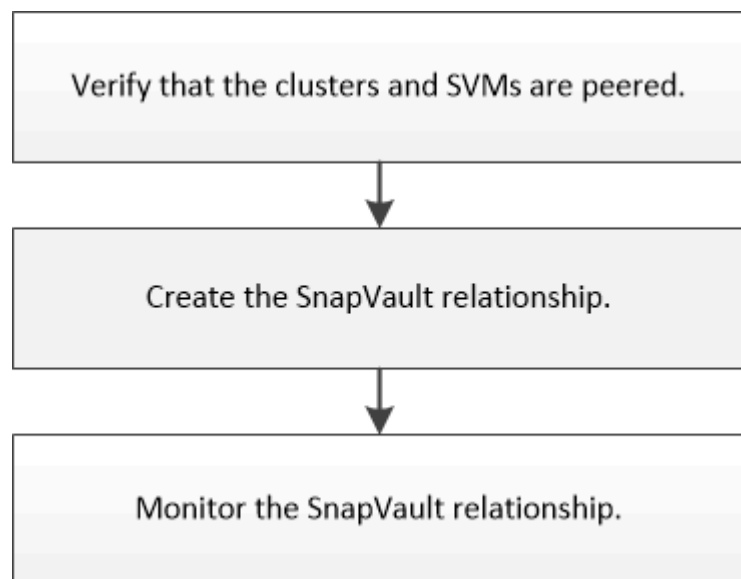 Verify that the clusters and SVMs are peered.
Create the SnapVault relationship.
Monitor the SnapVault relationship.